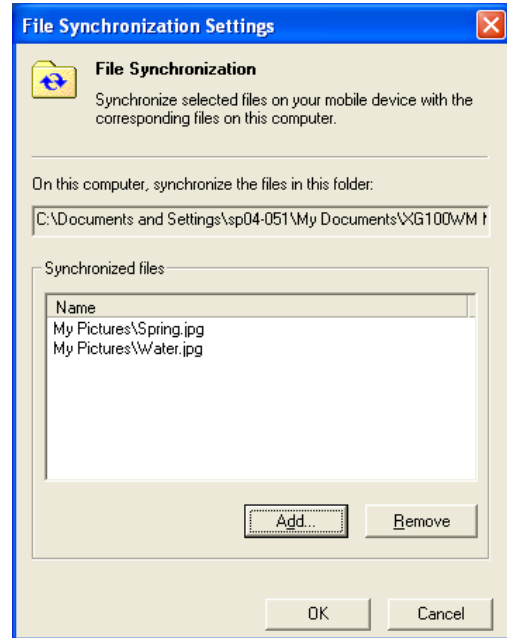 File Synchronization Settings
File Synchronization
Synchronize selected files on your mobile device with the
corresponding files on this computer.
On this computer, synchronize the files in this folder:
C:\Documents and Settings\sp04-051\My Documents\XG100WM
Synchronized files
Name
My Pictures\Spring.jpg
My Pictures\Water.jpg
Add... Remove
OK Cancel